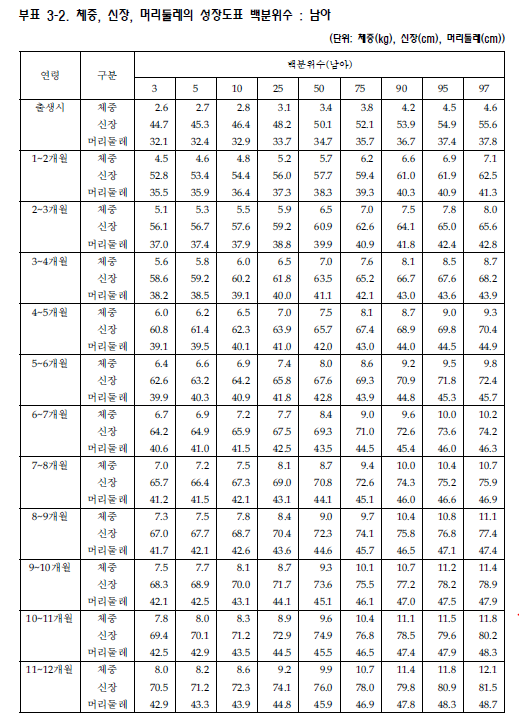 부표 3-2. 체중, 신장, 머리둘레의 성장도표 백분위수 : 남아
(단위: 체중(kg), 신장(cm), 머리둘레(cm))
연령 구분 백분위수(남아)
3 5 10 25 50 75 90 95 97
출생시 체중 2.6 2.7 2.8 3.1 3.4 3.8 4.2 4.5 4.6
신장 44.7 45.3 46.4 48.2 50.1 52.1 53.9 54.9 55.6
머리둘레 32.1 32.4 32.9 33.7 34.7 35.7 36.7 37.4 37.8
1~2개월 체중 4.5 4.6 4.8 5.2 5.7 6.2 6.6 6.9 7.1
신장 52.8 53.4 54.4 56.0 57.7 59.4 61.0 61.9 62.5
머리둘레 35.5 35.9 36.4 37.3 38.3 39.3 40.3 40.9 41.3
2~3개월 체중 5.1 5.3 5.5 5.9 6.5 7.0 7.5 7.8 8.0
신장 56.1 56.7 57.6 59.2 60.9 62.6 64.1 65.0 65.6
머리둘레 37.0 37.4 37.9 38.8 39.9 40.9 41.8 42.4 42.8
3~4개월 체중 5.6 5.8 6.0 6.5 7.0 7.6 8.1 8.5 8.7
신장 58.6 59.2 60.2 61.8 63.5 65.2 66.7 67.6 68.2
머리둘레 38.2 38.5 39.1 40.0 41.1 42.1 43.0 43.6 43.9
4~5개월 체중 6.0 6.2 6.5 7.0 7.5 8.1 8.7 9.0 9.3
신장 60.8 61.4 62.3 63.9 65.7 67.4 68.9 69.8 70.4
머리둘레 39.1 39.5 40.1 41.0 42.0 43.0 44.0 44.5 44.9
5~6개월 체중 6.4 6.6 6.9 7.4 8.0 8.6 9.2 9.5 9.8
신장 62.6 63.2 64.2 65.8 67.6 69.3 70.9 71.8 72.4
머리둘레 39.9 40.3 40.9 41.8 42.8 43.9 44.8 45.3 45.7
6~7개월 체중 6.7 6.9 7.2 7.7 8.4 9.0 9.6 10.0 10.2
신장 64.2 64.9 65.9 67.5 69.3 71.0 72.6 73.6 74.2
머리둘레 40.6 41.0 41.5 42.5 43.5 44.5 45.4 46.0 46.3
7~8개월 체중 7.0 7.2 7.5 8.1 8.7 9.4 10.0 10.4 10.7
신장 65.7 66.4 67.3 69.0 70.8 72.6 74.3 75.2 75.9
머리둘레 41.2 41.5 42.1 43.1 44.1 45.1 46.0 46.6 46.9
8~9개월 체중 7.3 7.5 7.8 8.4 9.0 9.7 10.4 10.8 11.1
신장 67.0 67.7 68.7 70.4 72.3 74.1 75.8 76.8 77.4
머리둘레 41.7 42.1 42.6 43.6 44.6 45.7 46.5 47.1 47.4
9~10개월 체중 7.5 7.7 8.1 8.7 9.3 10.1 10.7 11.2 11.4
신장 68.3 68.9 70.0 71.7 73.6 75.5 77.2 78.2 78.9
머리둘레 42.1 42.5 43.1 44.1 45.1 46.1 47.0 47.5 47.9
10~11개월 체중 7.8 8.0 8.3 8.9 9.6 10.4 11.1 11.5 11.8
신장 69.4 70.1 71.2 72.9 74.9 76.8 78.5 79.6 80.2
머리둘레 42.5 42.9 43.5 44.5 45.5 46.5 47.4 47.9 48.3
11~12개월 체중 8.0 8.2 8.6 9.2 9.9 10.7 11.4 11.8 12.1
신장 70.5 71.2 72.3 74.1 76.0 78.0 79.8 80.9 81.5
머리둘레 42.9 43.3 43.9 44.8 45.9 46.9 47.8 48.3 48.7